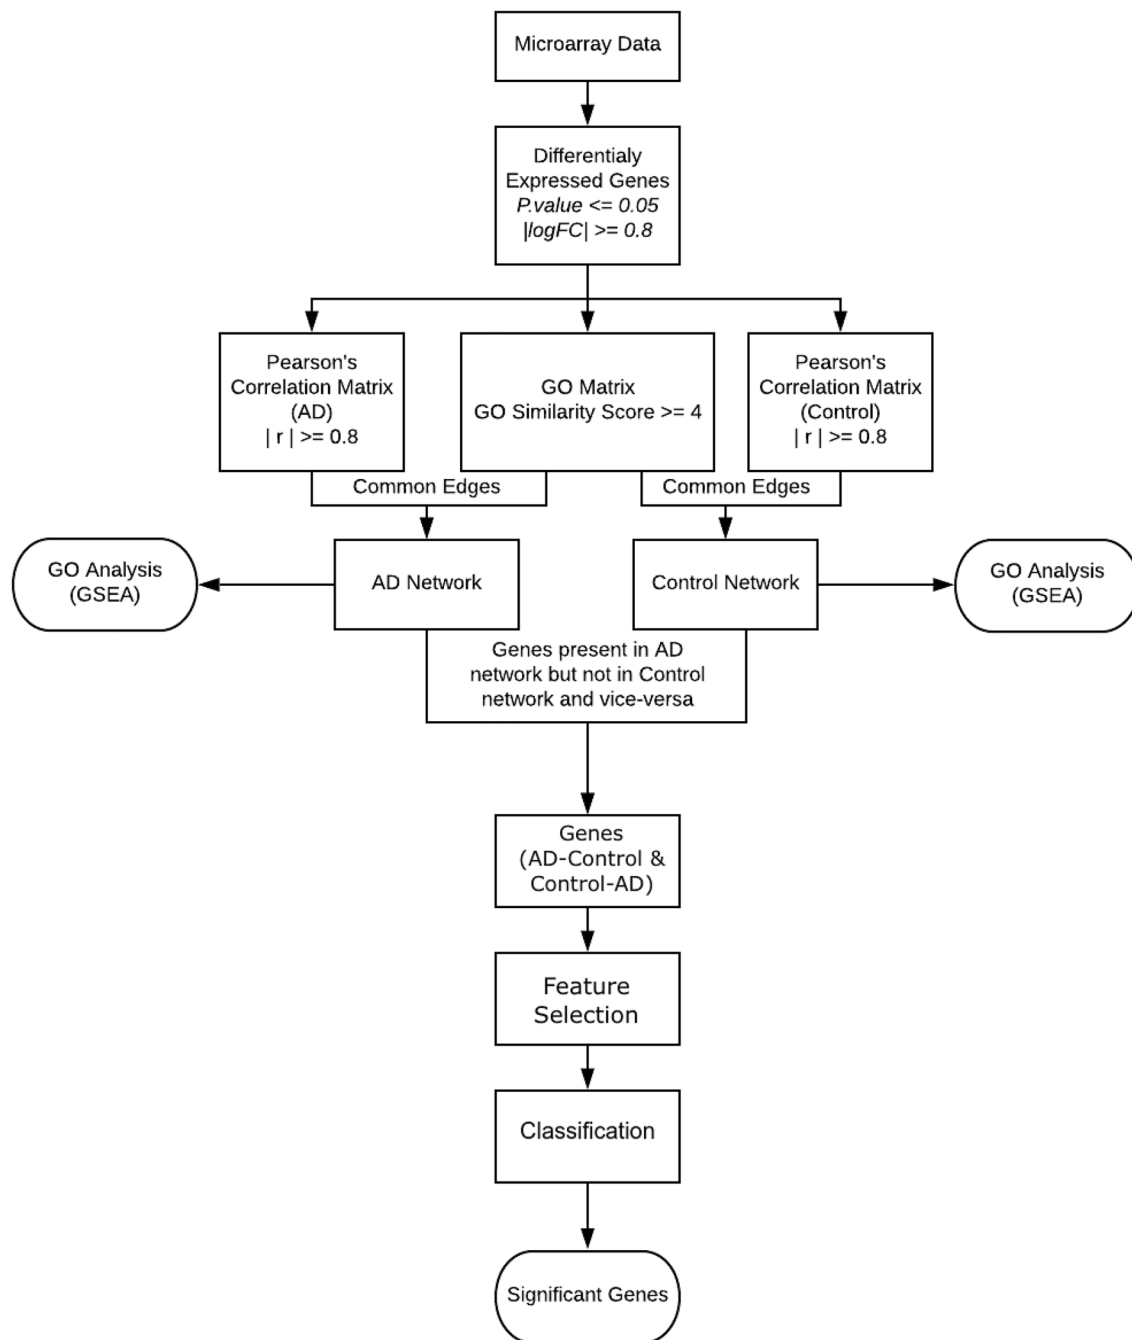 Microarray Data
Differentialy
Expressed Genes
P.value <= 0.05
|logFC| >= 0.8
Pearson's
Correlation Matrix
(AD)
| r | >= 0.8
GO Matrix
GO Similarity Score >= 4
Pearson's
Correlation Matrix
(Control)
| r | >= 0.8
Common Edges
Common Edges
GO Analysis
(GSEA)
AD Network
Control Network
GO Analysis
(GSEA)
Genes present in AD
network but not in Control
network and vice-versa
Genes
(AD-Control &
Control-AD)
Feature
Selection
Classification
Significant Genes